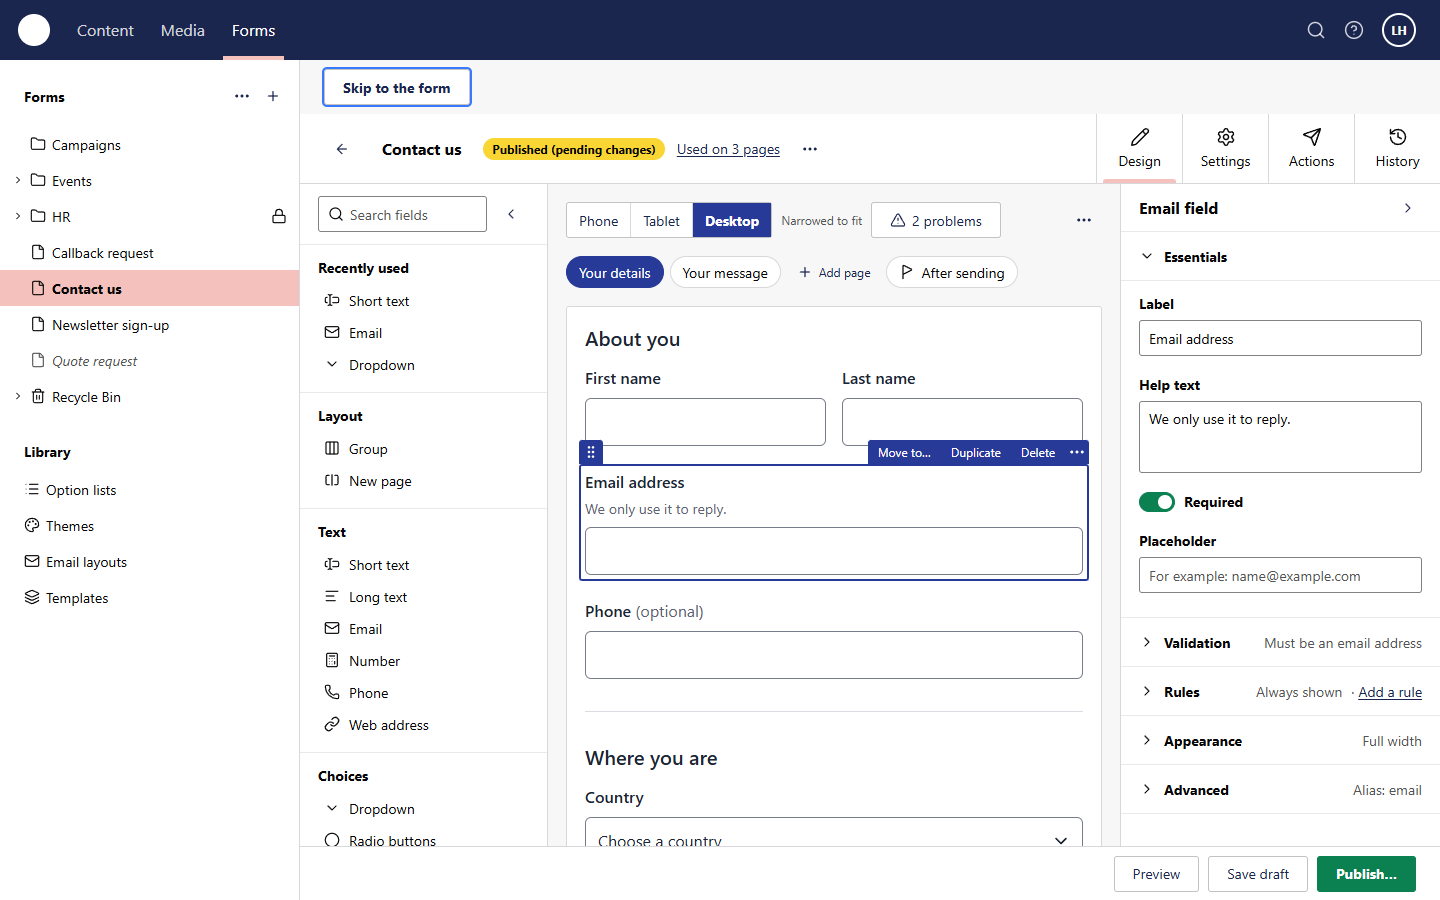 Content
Media
Forms
LH
Forms
Campaigns
Events
HR
Callback request
Contact us
Newsletter sign-up
Quote request
Recycle Bin
Library
Option lists
Themes
Email layouts
Templates
Skip to the form
Contact us
Published (pending changes)
Used on 3 pages
Design
Settings
Actions
History
Search fields
Recently used
Short text
Email
Dropdown
Layout
Group
New page
Text
Short text
Long text
Email
Number
Phone
Web address
Choices
Dropdown
Radio buttons
Phone
Tablet
Desktop
Narrowed to fit
2 problems
Your details
Your message
Add page
After sending
About you
First name
Last name
Move to...
Duplicate
Delete
Email address
We only use it to reply.
Phone (optional)
Where you are
Country
Choose a country
Email field
Essentials
Label
Email address
Help text
We only use it to reply.
Required
Placeholder
For example: name@example.com
Validation
Must be an email address
Rules
Always shown · Add a rule
Appearance
Full width
Advanced
Alias: email
Preview
Save draft
Publish...